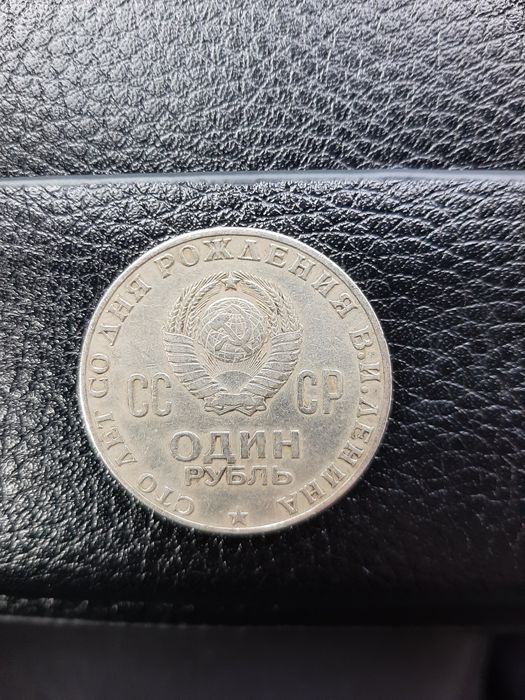 СТО ЛЕТ СО ДНЯ РОЖДЕНИЯ В.И.ЛЕНИНА
СС СР
ОДИН
РУБЛЬ